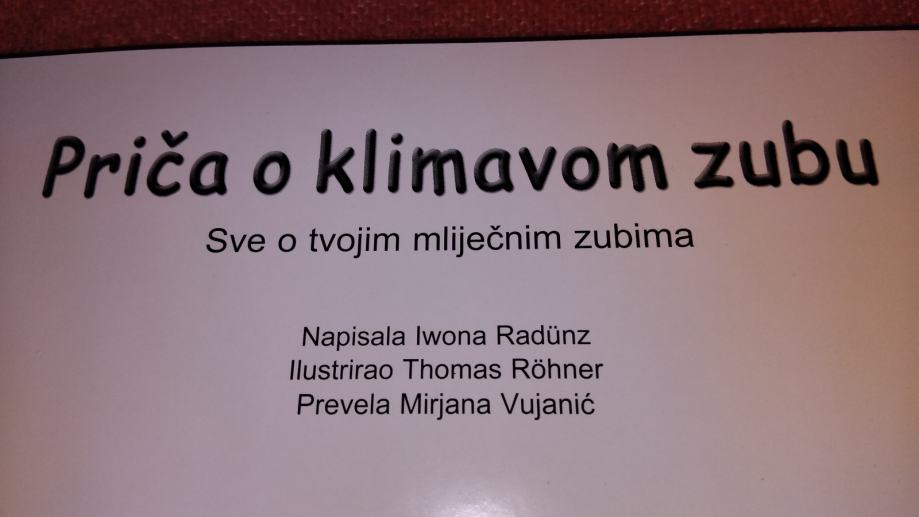 Priča o klimavom zubu
Sve o tvojim mliječnim zubima
Napisala Iwona Radünz
Ilustrirao Thomas Röhner
Prevela Mirjana Vujanić